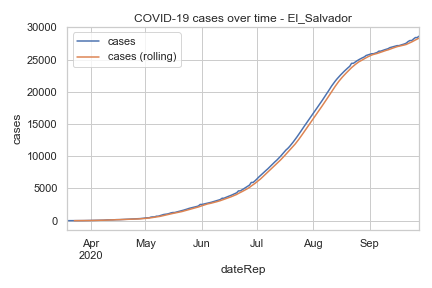 COVID-19 cases over time - El_Salvador
cases
cases (rolling)
30000
25000
20000
15000
10000
5000
0
cases
Apr
2020
May
Jun
Jul
Aug
Sep
dateRep